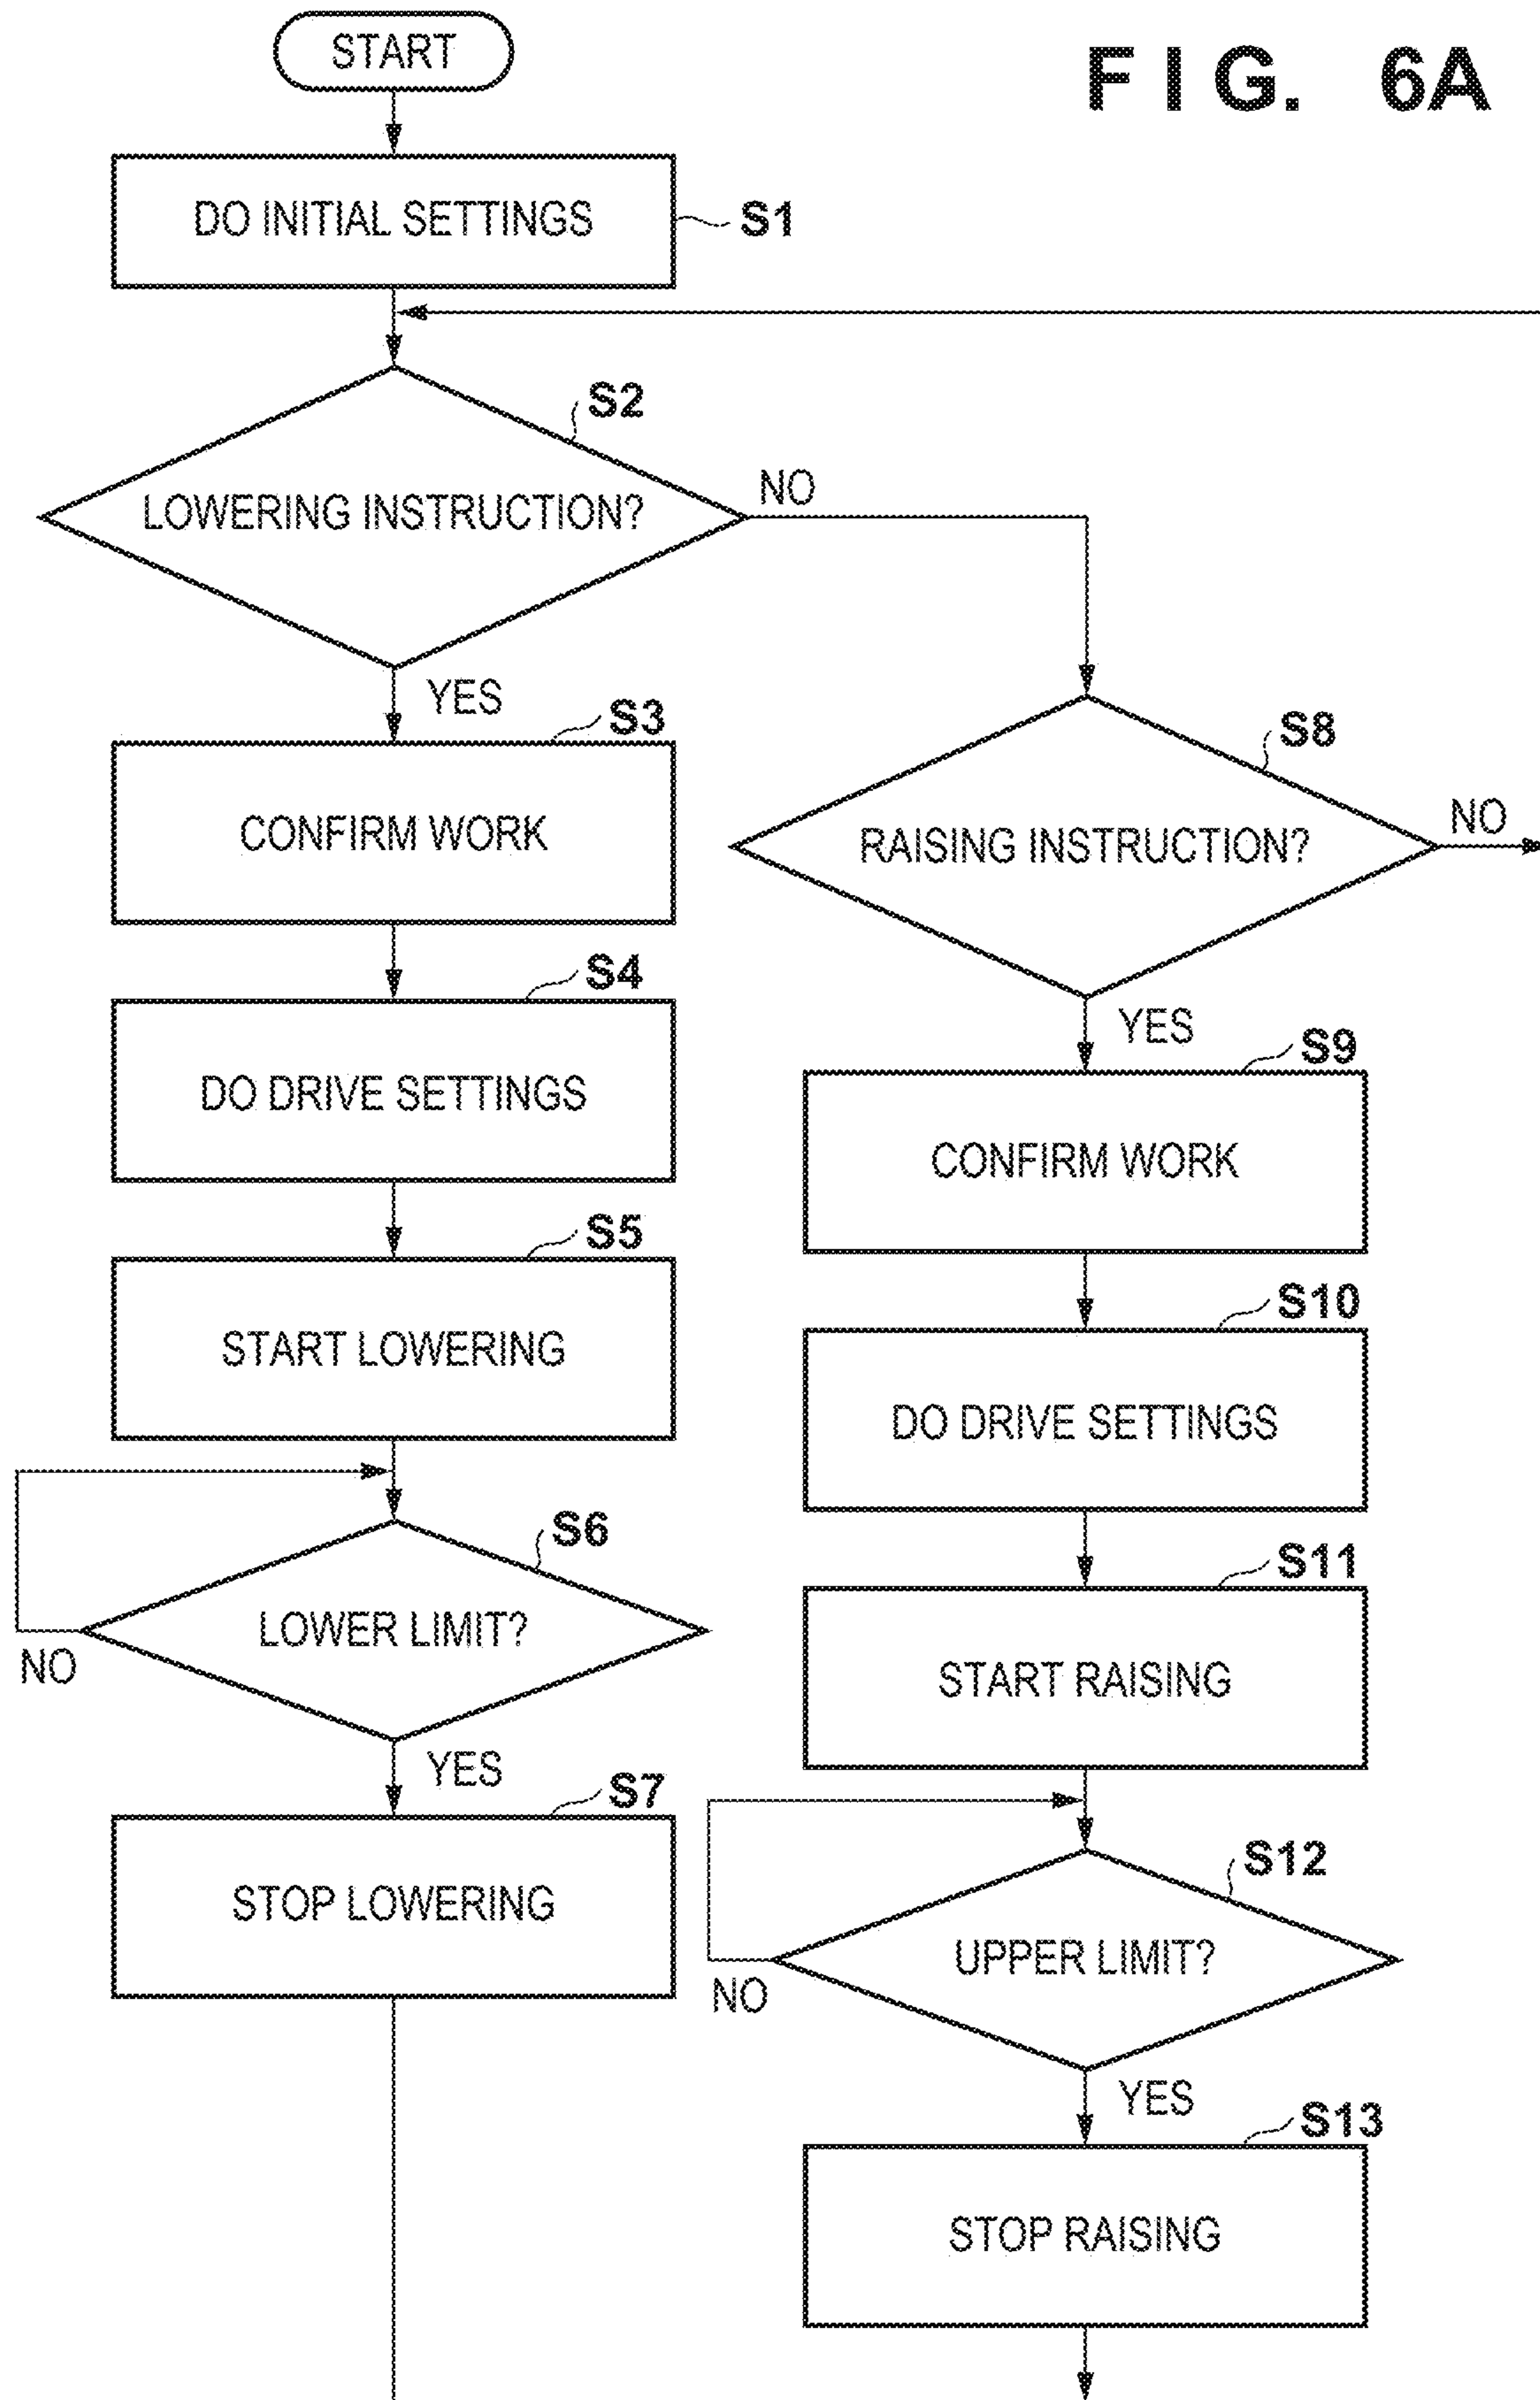 FIG. 6A
START
DO INITIAL SETTINGS
S1
S2
LOWERING INSTRUCTION?
NO
YES
S3
CONFIRM WORK
S4
DO DRIVE SETTINGS
S5
START LOWERING
S6
LOWER LIMIT?
NO
YES
S7
STOP LOWERING
S8
RAISING INSTRUCTION?
NO
YES
S9
CONFIRM WORK
S10
DO DRIVE SETTINGS
S11
START RAISING
S12
UPPER LIMIT?
NO
YES
S13
STOP RAISING